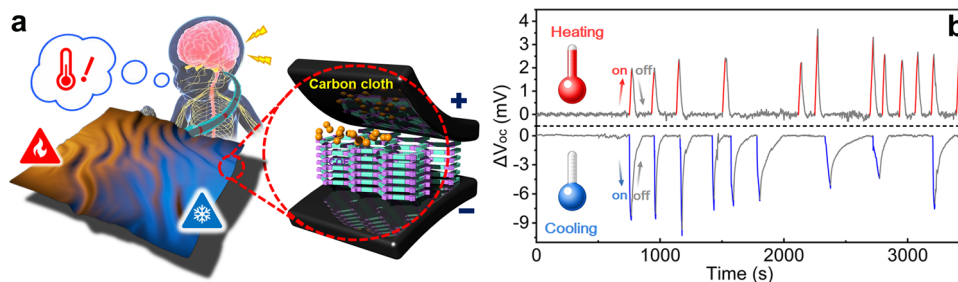 a
!
Carbon cloth
+
−
b
Heating
on off
4
3
2
1
0
ΔVoc (mV)
0
-3
-6
-9
on off
Cooling
0 1000 2000 3000
Time (s)